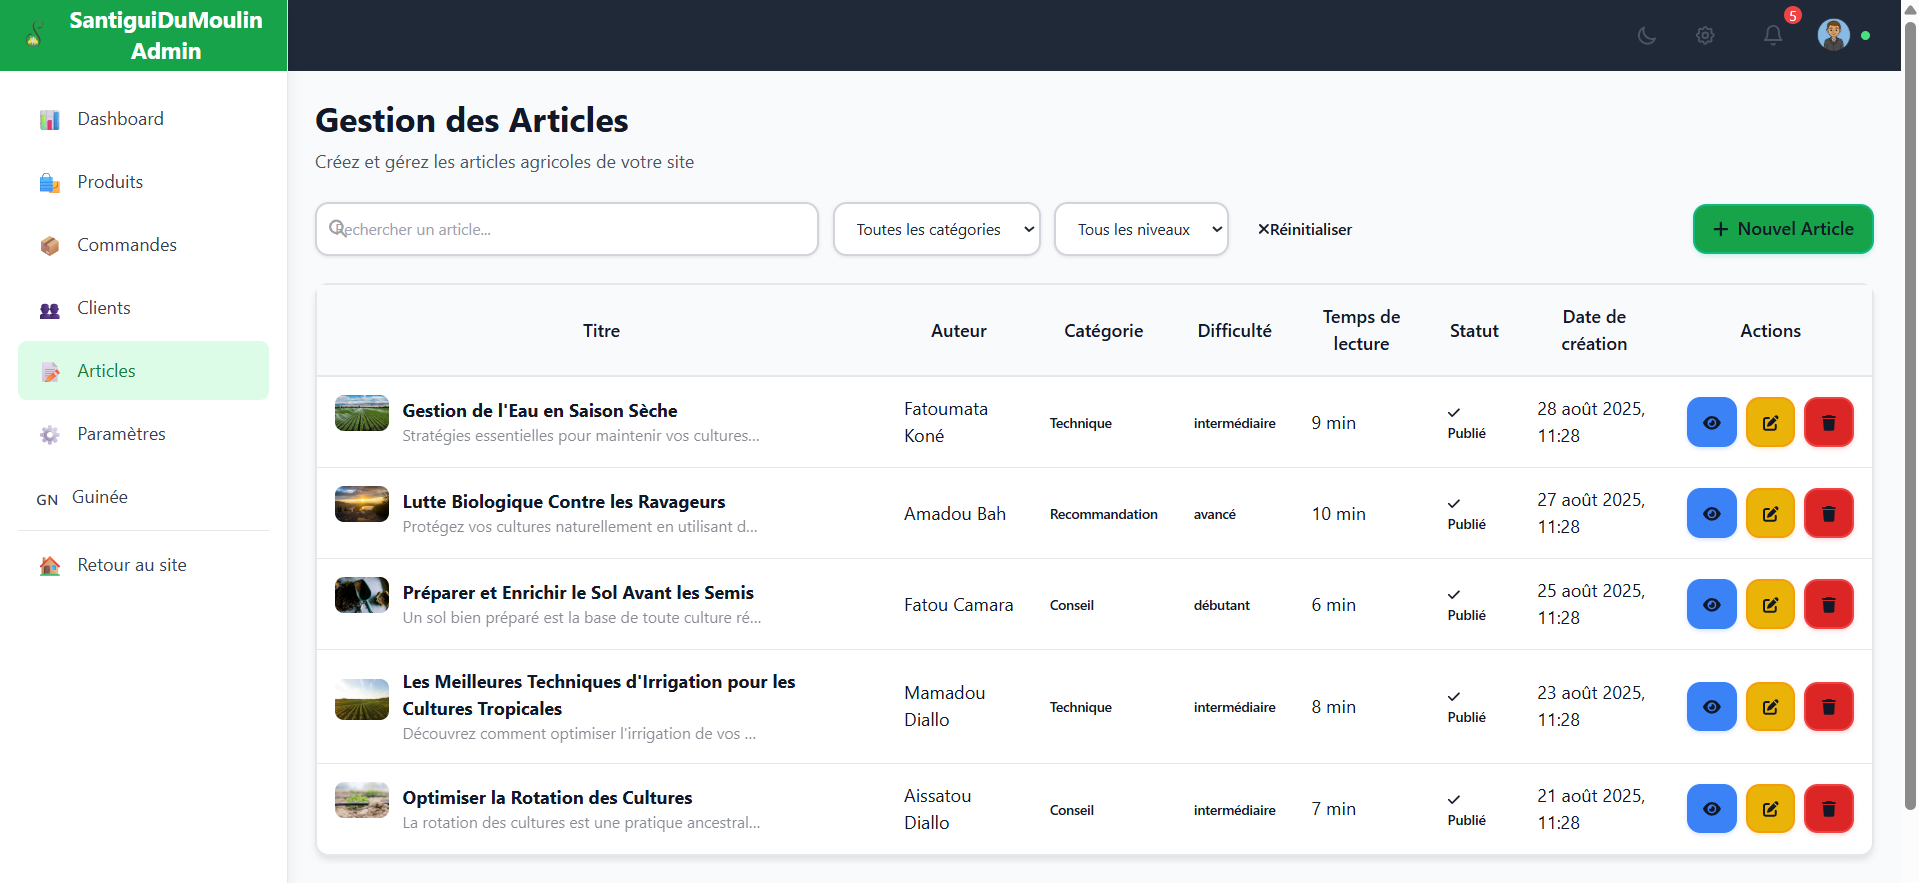 SantiguiDuMoulin
Admin
5
Dashboard
Produits
Commandes
Clients
Articles
Paramètres
GN Guinée
Retour au site
Gestion des Articles
Créez et gérez les articles agricoles de votre site
Rechercher un article...
Toutes les catégories
Tous les niveaux
✕Réinitialiser
+ Nouvel Article
Titre
Auteur
Catégorie
Difficulté
Temps de
lecture
Statut
Date de
création
Actions
Gestion de l'Eau en Saison Sèche
Stratégies essentielles pour maintenir vos cultures...
Fatoumata
Koné
Technique
intermédiaire
9 min
✓
Publié
28 août 2025,
11:28
Lutte Biologique Contre les Ravageurs
Protégez vos cultures naturellement en utilisant d...
Amadou Bah
Recommandation
avancé
10 min
✓
Publié
27 août 2025,
11:28
Préparer et Enrichir le Sol Avant les Semis
Un sol bien préparé est la base de toute culture ré...
Fatou Camara
Conseil
débutant
6 min
✓
Publié
25 août 2025,
11:28
Les Meilleures Techniques d'Irrigation pour les
Cultures Tropicales
Découvrez comment optimiser l'irrigation de vos ...
Mamadou
Diallo
Technique
intermédiaire
8 min
✓
Publié
23 août 2025,
11:28
Optimiser la Rotation des Cultures
La rotation des cultures est une pratique ancestral...
Aissatou
Diallo
Conseil
intermédiaire
7 min
✓
Publié
21 août 2025,
11:28